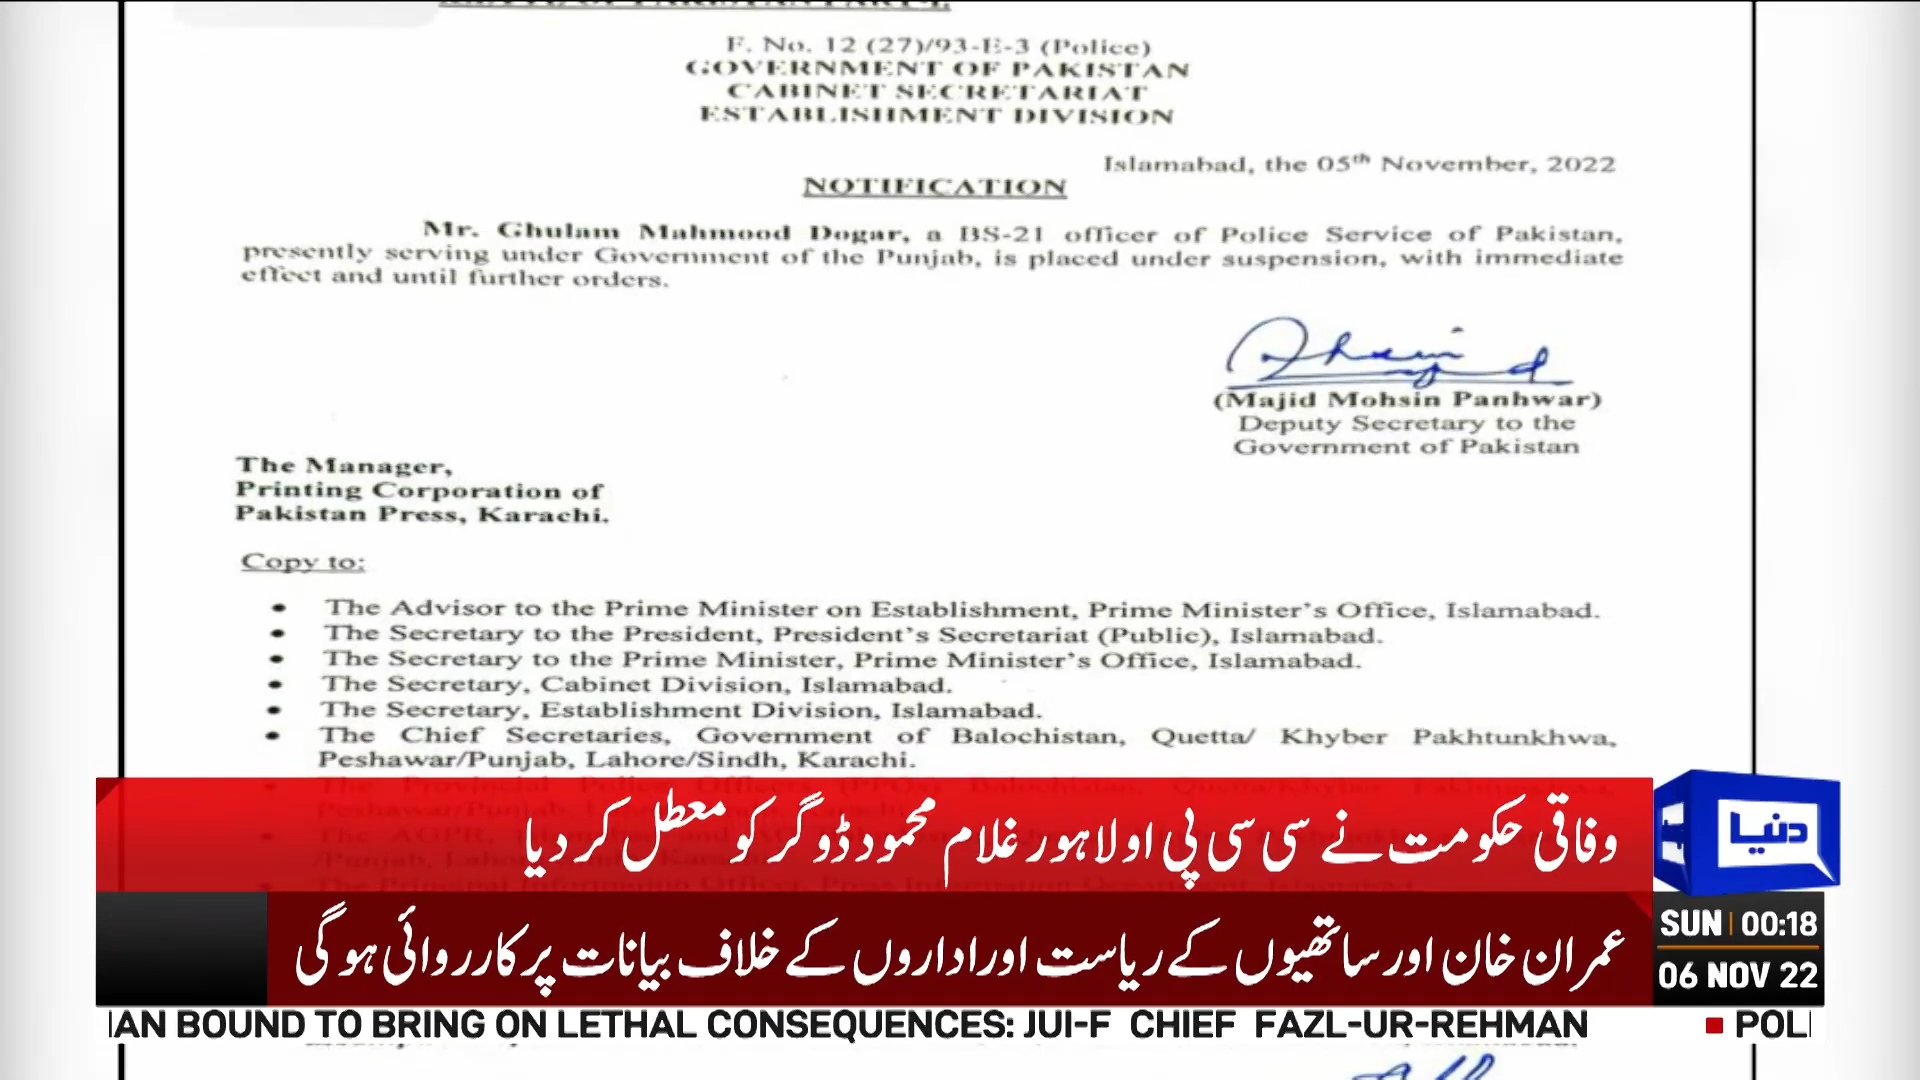 F. No. 12 (27)/93-E-3 (Police)
GOVERNMENT OF PAKISTAN
CABINET SECRETARIAT
ESTABLISHMENT DIVISION
Islamabad, the 05th November, 2022
NOTIFICATION
Mr. Ghulam Mahmood Dogar, a BS-21 officer of Police Service of Pakistan,
presently serving under Government of the Punjab, is placed under suspension, with immediate
effect and until further orders.
(Majid Mohsin Panhwar)
Deputy Secretary to the
Government of Pakistan
The Manager,
Printing Corporation of
Pakistan Press, Karachi.
Copy to:
• The Advisor to the Prime Minister on Establishment, Prime Minister's Office, Islamabad.
• The Secretary to the President, President's Secretariat (Public), Islamabad.
• The Secretary to the Prime Minister, Prime Minister's Office, Islamabad.
• The Secretary, Cabinet Division, Islamabad.
• The Secretary, Establishment Division, Islamabad.
• The Chief Secretaries, Government of Balochistan, Quetta/ Khyber Pakhtunkhwa,
Peshawar/Punjab, Lahore/Sindh, Karachi.
وفاقی حکومت نے سی سی پی او لاہور غلام محمود ڈوگر کو معطل کر دیا
دنیا
عمران خان اور ساتھیوں کے ریاست اور اداروں کے خلاف بیانات پر کارروائی ہو گی
SUN 00:18
06 NOV 22
IAN BOUND TO BRING ON LETHAL CONSEQUENCES: JUI-F CHIEF FAZL-UR-REHMAN ■ POLI